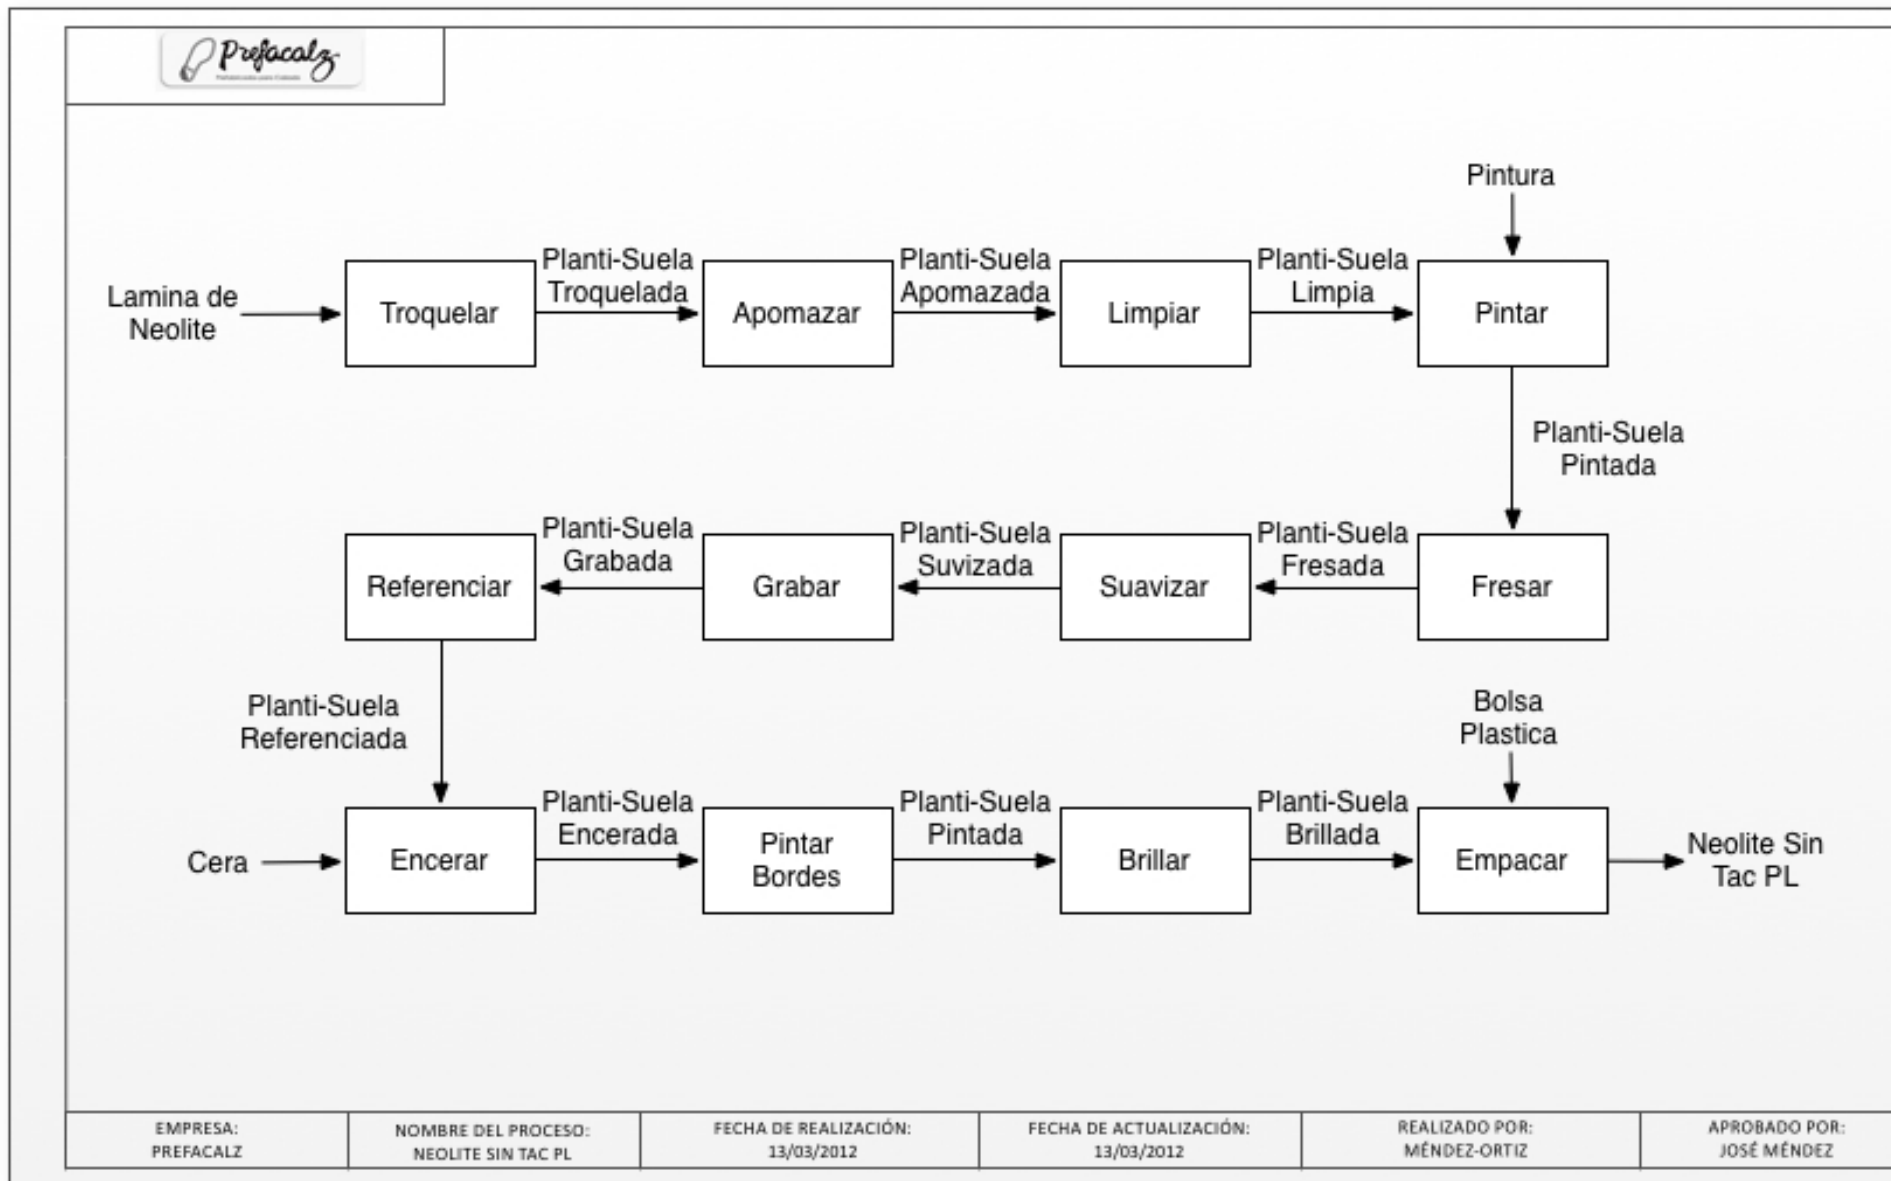 Prefacalz
Pintura
Planti-Suela
Troquelada
Planti-Suela
Apomazada
Planti-Suela
Limpia
Lamina de
Neolite
Troquelar
Apomazar
Limpiar
Pintar
Planti-Suela
Pintada
Planti-Suela
Grabada
Planti-Suela
Suvizada
Planti-Suela
Fresada
Referenciar
Grabar
Suavizar
Fresar
Planti-Suela
Referenciada
Bolsa
Plastica
Planti-Suela
Encerada
Planti-Suela
Pintada
Planti-Suela
Brillada
Cera
Encerar
Pintar
Bordes
Brillar
Empacar
Neolite Sin
Tac PL
EMPRESA:
PREFACALZ
NOMBRE DEL PROCESO:
NEOLITE SIN TAC PL
FECHA DE REALIZACIÓN:
13/03/2012
FECHA DE ACTUALIZACIÓN:
13/03/2012
REALIZADO POR:
MÉNDEZ-ORTIZ
APROBADO POR:
JOSÉ MÉNDEZ